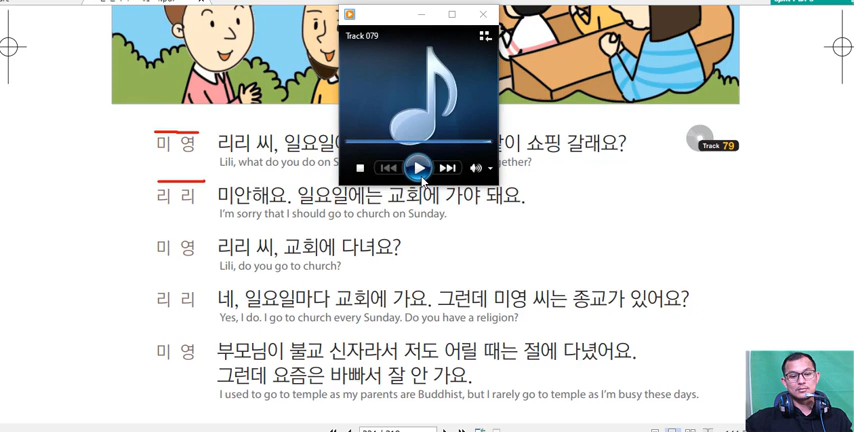 Track 079
미 영 리리 씨, 일요일에 같이 쇼핑 갈래요?
Lili, what do you do on together?
Track 79
리 리 미안해요. 일요일에는 교회에 가야 돼요.
I'm sorry that I should go to church on Sunday.
미 영 리리 씨, 교회에 다녀요?
Lili, do you go to church?
리 리 네, 일요일마다 교회에 가요. 그런데 미영 씨는 종교가 있어요?
Yes, I do. I go to church every Sunday. Do you have a religion?
미 영 부모님이 불교 신자라서 저도 어릴 때는 절에 다녔어요.
그런데 요즘은 바빠서 잘 안 가요.
I used to go to temple as my parents are Buddhist, but I rarely go to temple as I'm busy these days.